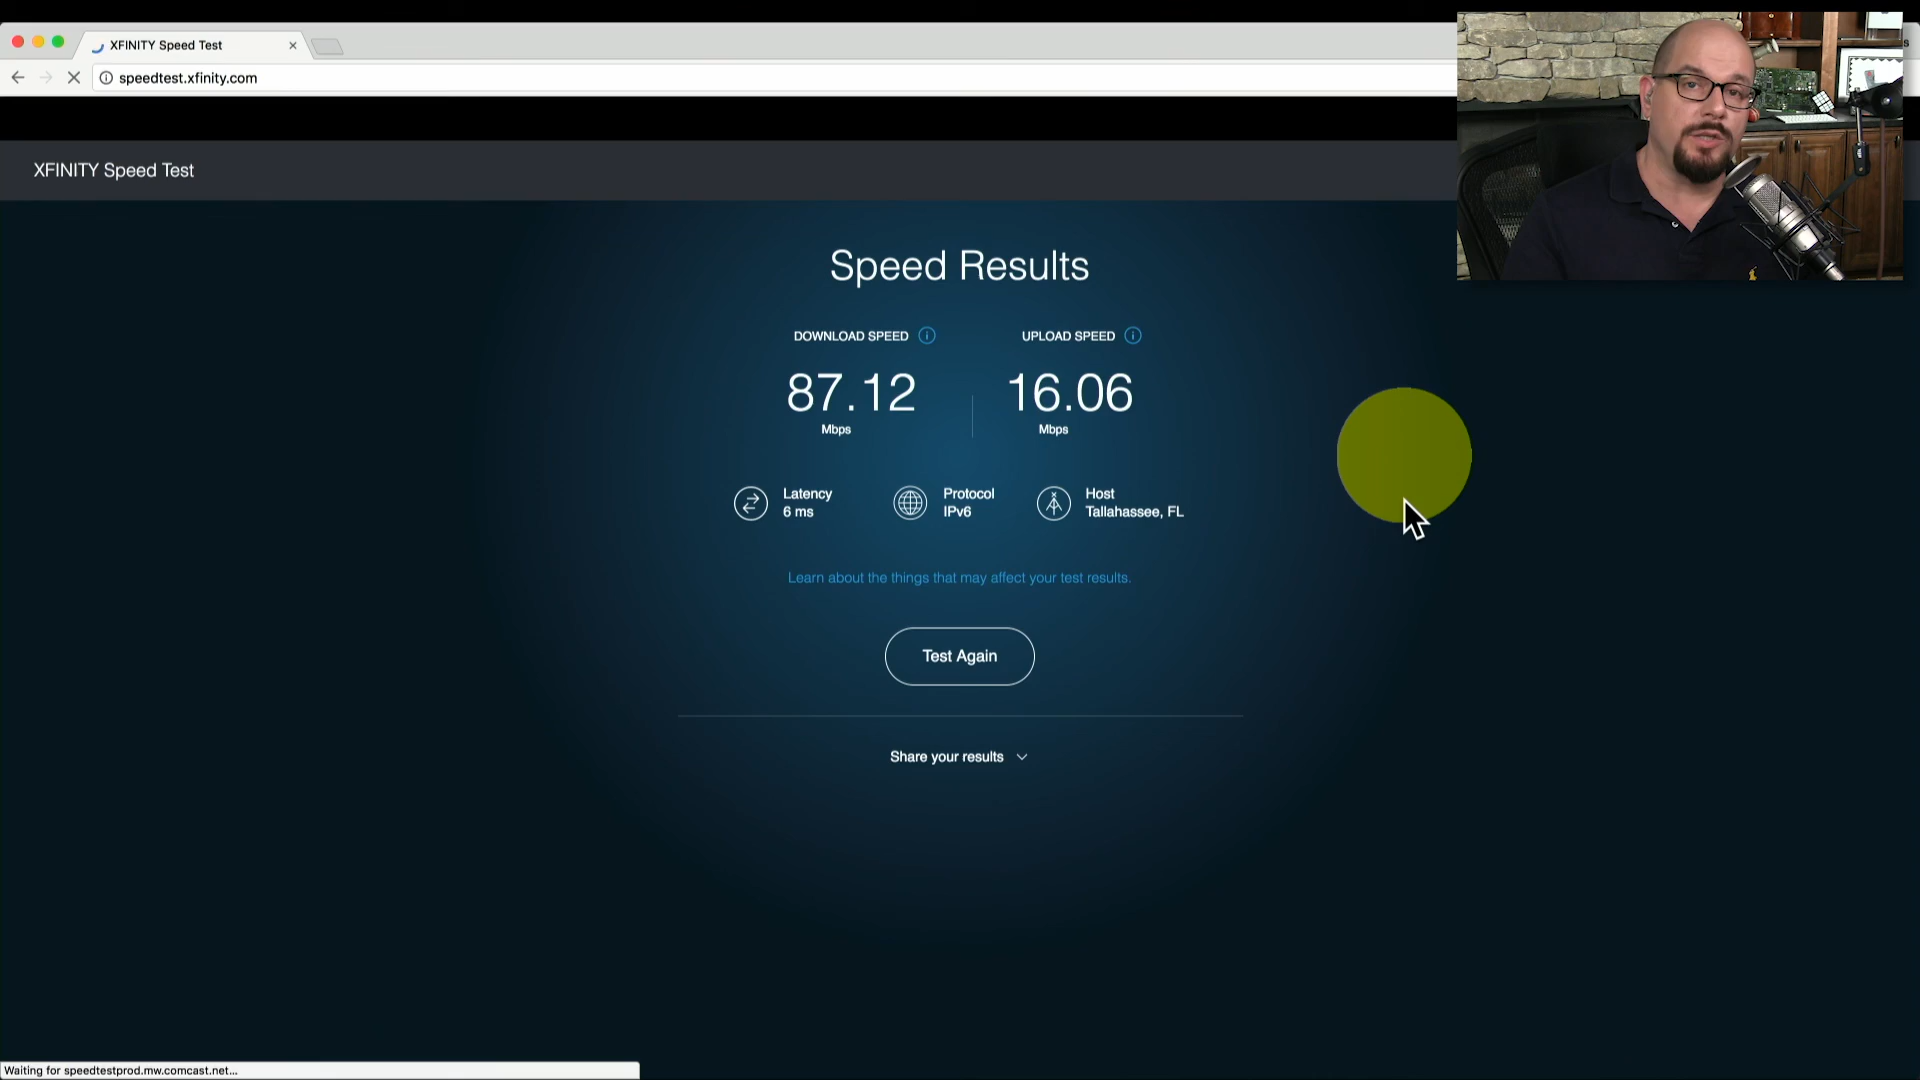 XFINITY Speed Test
speedtest.xfinity.com
XFINITY Speed Test
Speed Results
DOWNLOAD SPEED
UPLOAD SPEED
87.12
16.06
Mbps
Mbps
Latency
6 ms
Protocol
IPv6
Host
Tallahassee, FL
Learn about the things that may affect your test results.
Test Again
Share your results
Waiting for speedtestprod.mw.comcast.net...